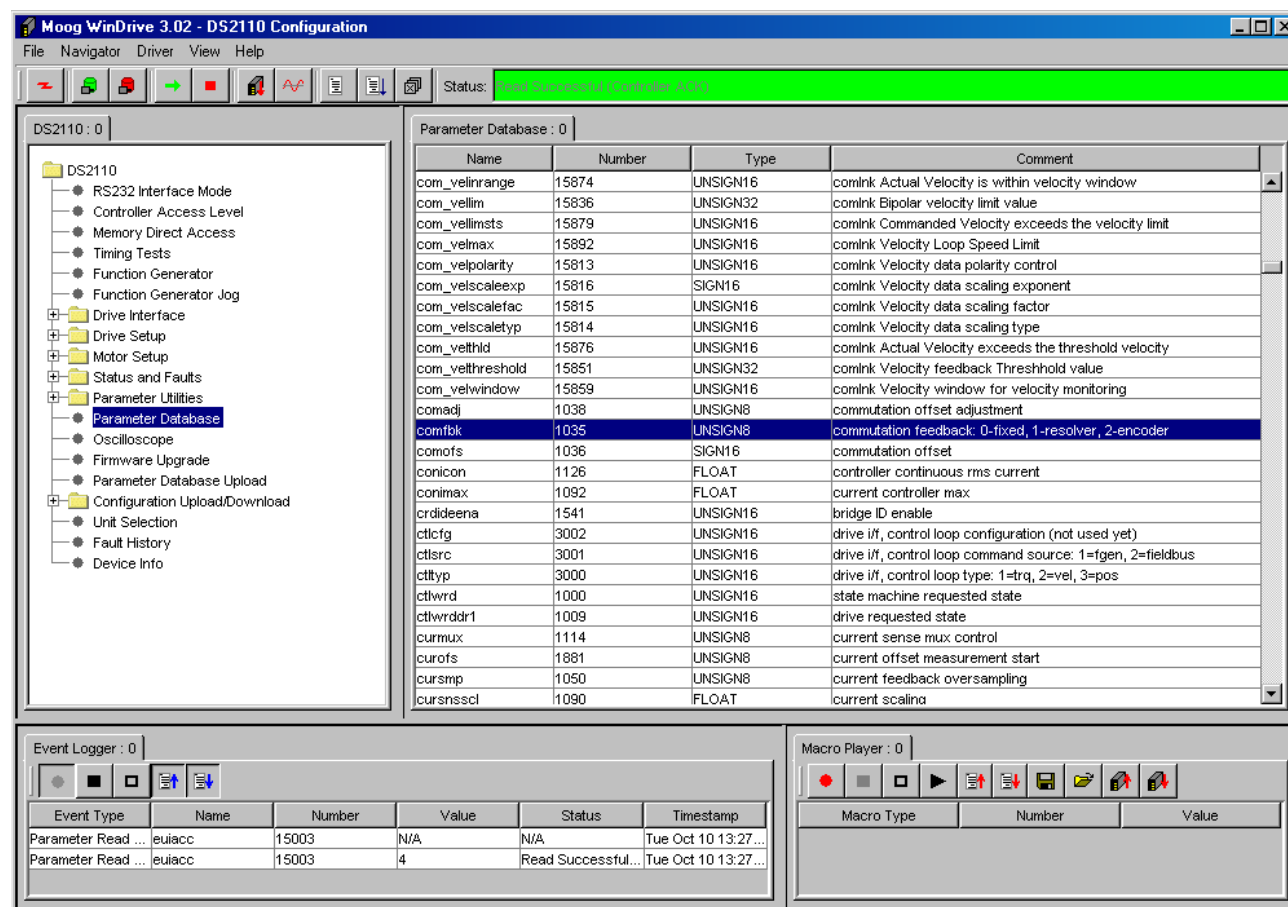 Moog WinDrive 3.02 - DS2110 Configuration
File Navigator Driver View Help
Status: Read Successful (Controller ACK)
DS2110 : 0
DS2110
RS232 Interface Mode
Controller Access Level
Memory Direct Access
Timing Tests
Function Generator
Function Generator Jog
Drive Interface
Drive Setup
Motor Setup
Status and Faults
Parameter Utilities
Parameter Database
Oscilloscope
Firmware Upgrade
Parameter Database Upload
Configuration Upload/Download
Unit Selection
Fault History
Device Info
Parameter Database : 0
Name Number Type Comment
com_velinrange 15874 UNSIGN16 comlnk Actual Velocity is within velocity window
com_vellim 15836 UNSIGN32 comlnk Bipolar velocity limit value
com_vellimsts 15879 UNSIGN16 comlnk Commanded Velocity exceeds the velocity limit
com_velmax 15892 UNSIGN16 comlnk Velocity Loop Speed Limit
com_velpolarity 15813 UNSIGN16 comlnk Velocity data polarity control
com_velscaleexp 15816 SIGN16 comlnk Velocity data scaling exponent
com_velscalefac 15815 UNSIGN16 comlnk Velocity data scaling factor
com_velscaletyp 15814 UNSIGN16 comlnk Velocity data scaling type
com_velthld 15876 UNSIGN16 comlnk Actual Velocity exceeds the threshold velocity
com_velthreshold 15851 UNSIGN32 comlnk Velocity feedback Threshhold value
com_velwindow 15859 UNSIGN16 comlnk Velocity window for velocity monitoring
comadj 1038 UNSIGN8 commutation offset adjustment
comfbk 1035 UNSIGN8 commutation feedback: 0-fixed, 1-resolver, 2-encoder
comofs 1036 SIGN16 commutation offset
conicon 1126 FLOAT controller continuous rms current
conimax 1092 FLOAT current controller max
crdideena 1541 UNSIGN16 bridge ID enable
ctlcfg 3002 UNSIGN16 drive i/f, control loop configuration (not used yet)
ctlsrc 3001 UNSIGN16 drive i/f, control loop command source: 1=fgen, 2=fieldbus
ctltyp 3000 UNSIGN16 drive i/f, control loop type: 1=trq, 2=vel, 3=pos
ctlwrd 1000 UNSIGN16 state machine requested state
ctlwrddr1 1009 UNSIGN16 drive requested state
curmux 1114 UNSIGN8 current sense mux control
curofs 1881 UNSIGN8 current offset measurement start
cursmp 1050 UNSIGN8 current feedback oversampling
cursnsscl 1090 FLOAT current scaling
Event Logger : 0
Event Type Name Number Value Status Timestamp
Parameter Read ... euiacc 15003 N/A N/A Tue Oct 10 13:27...
Parameter Read ... euiacc 15003 4 Read Successful... Tue Oct 10 13:27...
Macro Player : 0
Macro Type Number Value